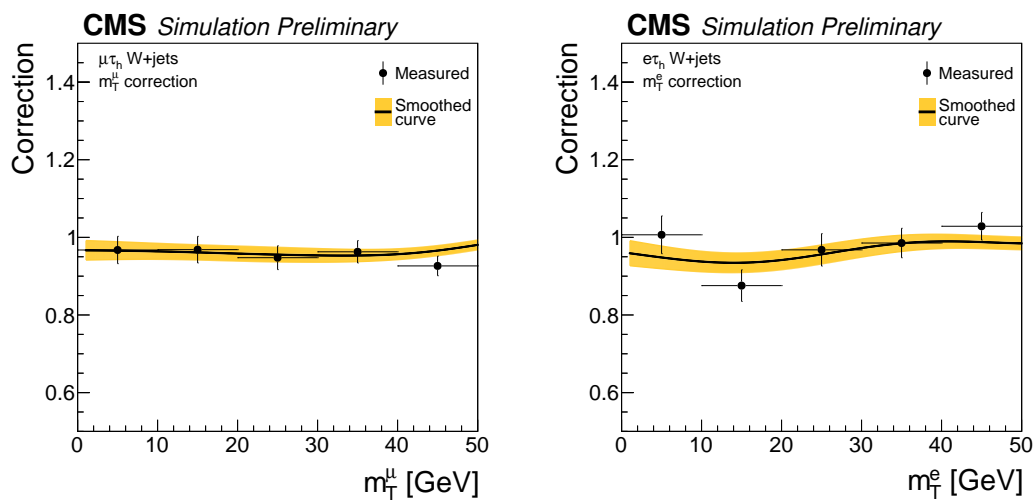 CMS Simulation Preliminary
μτh W+jets
mTμ correction
Measured
Smoothed
curve
Correction
1.4
1.2
1
0.8
0.6
0 10 20 30 40 50
mTμ [GeV]
CMS Simulation Preliminary
eτh W+jets
mTe correction
Measured
Smoothed
curve
Correction
1.4
1.2
1
0.8
0.6
0 10 20 30 40 50
mTe [GeV]